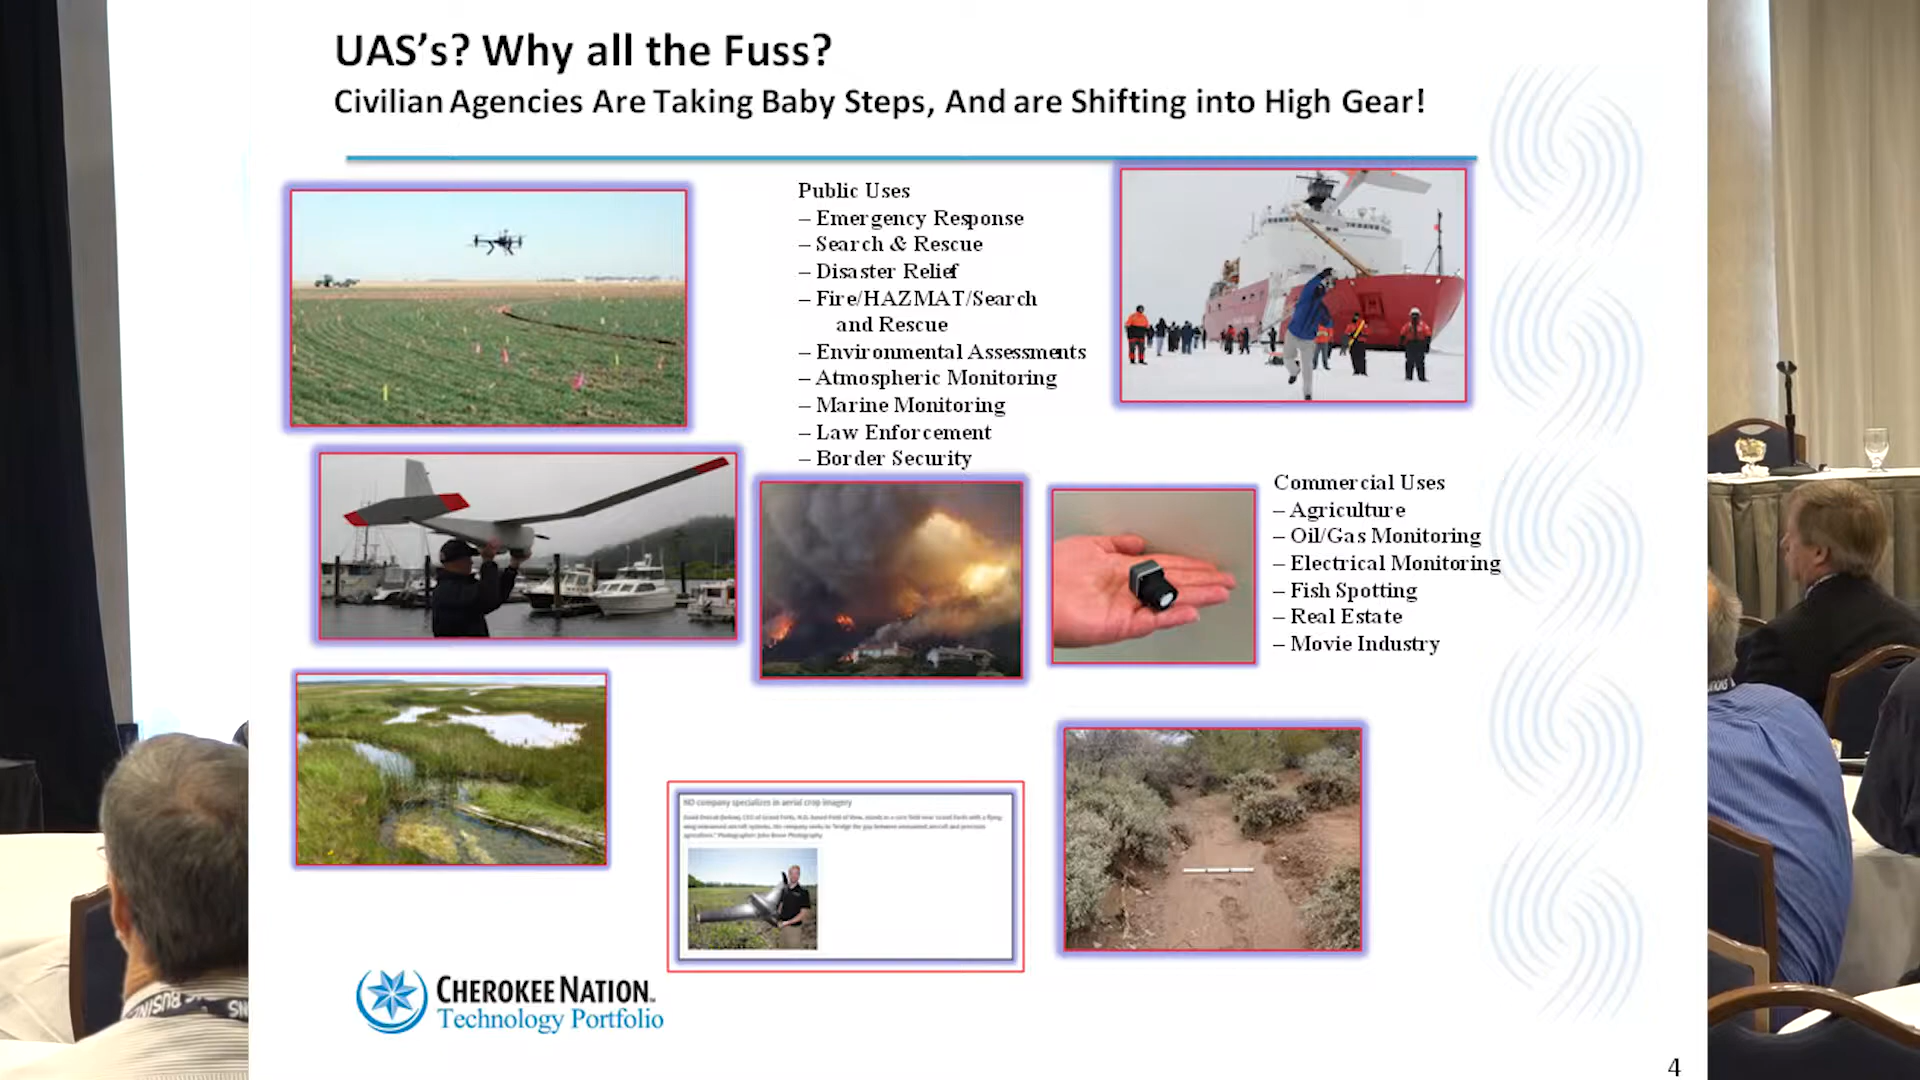 UAS's? Why all the Fuss?
Civilian Agencies Are Taking Baby Steps, And are Shifting into High Gear!
Public Uses
– Emergency Response
– Search & Rescue
– Disaster Relief
– Fire/HAZMAT/Search
and Rescue
– Environmental Assessments
– Atmospheric Monitoring
– Marine Monitoring
– Law Enforcement
– Border Security
Commercial Uses
– Agriculture
– Oil/Gas Monitoring
– Electrical Monitoring
– Fish Spotting
– Real Estate
– Movie Industry
ND company specializes in aerial crop imagery
CHEROKEE NATION
Technology Portfolio
4